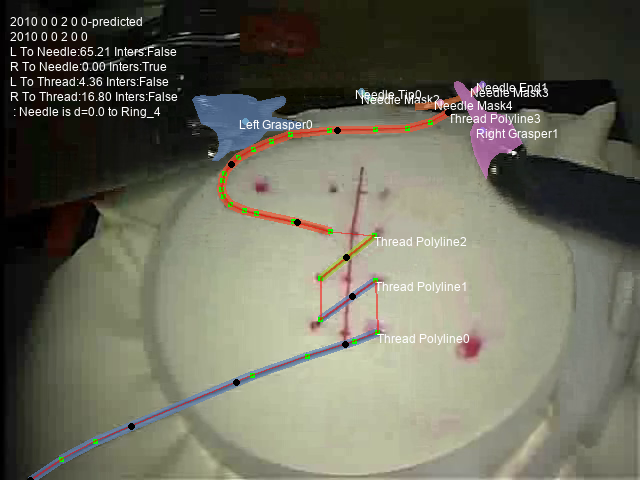 2010 0 0 2 0 0-predicted
2010 0 0 2 0 0
L To Needle:65.21 Inters:False
R To Needle:0.00 Inters:True
L To Thread:4.36 Inters:False
R To Thread:16.80 Inters:False
: Needle is d=0.0 to Ring_4
Needle End1
Needle Tip0
Needle Mask3
Needle Mask2
Needle Mask4
Thread Polyline3
Left Grasper0
Right Grasper1
Thread Polyline2
Thread Polyline1
Thread Polyline0